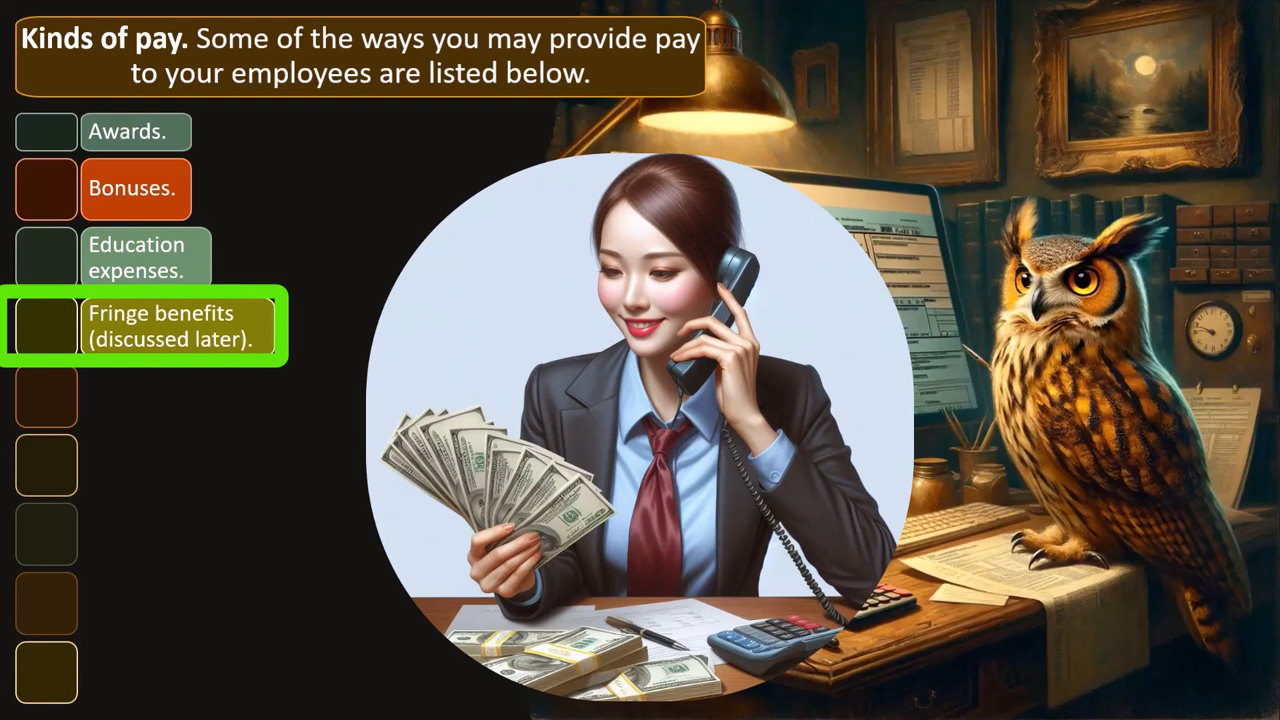 Kinds of pay. Some of the ways you may provide pay
to your employees are listed below.
Awards.
Bonuses.
Education
expenses.
Fringe benefits
(discussed later).